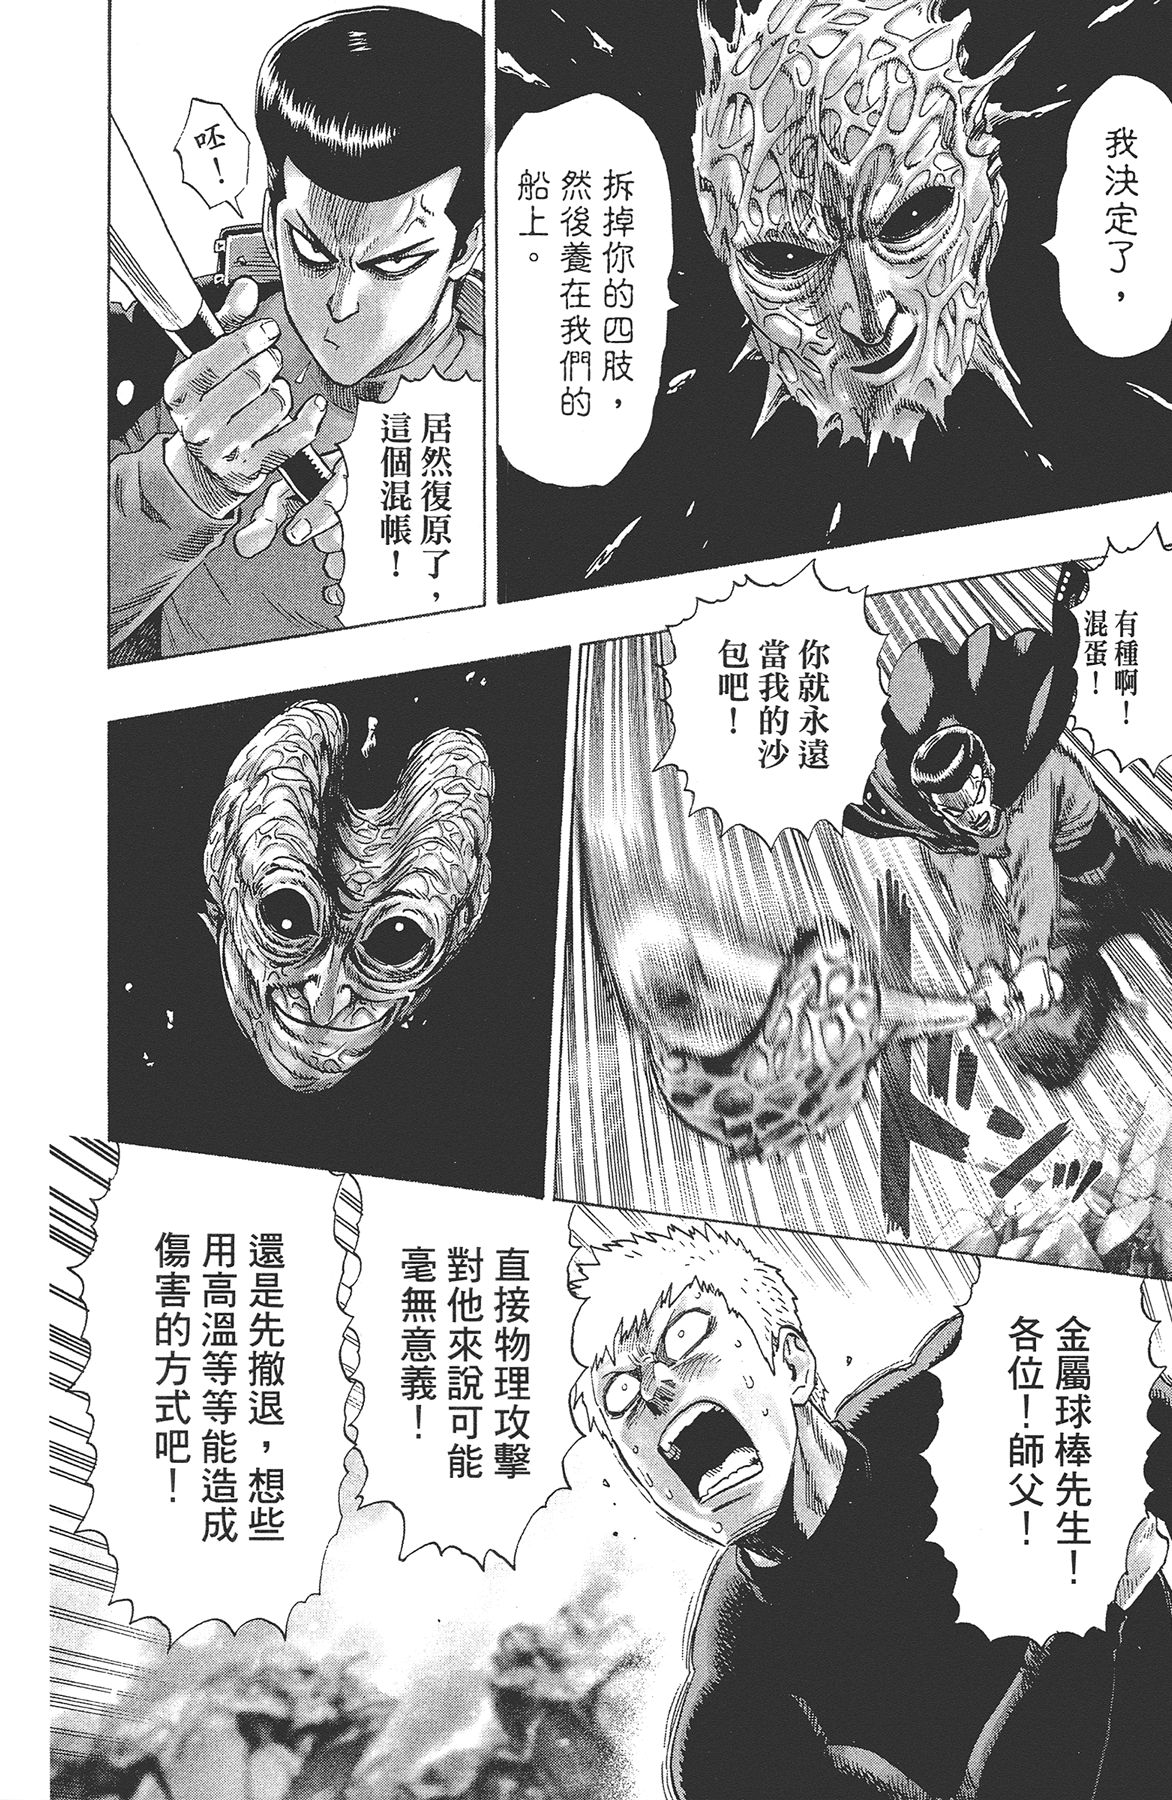 我決定了，
拆掉你的四肢，
然後養在我們的
船上。
呸！
居然復原了，
這個混帳！
有種啊！
混蛋！
你就永遠
當我的沙
包吧！
ドンッ
金屬球棒先生！
各位！師父！
直接物理攻擊
對他來說可能
毫無意義！
還是先撤退，想些
用高溫等等能造成
傷害的方式吧！